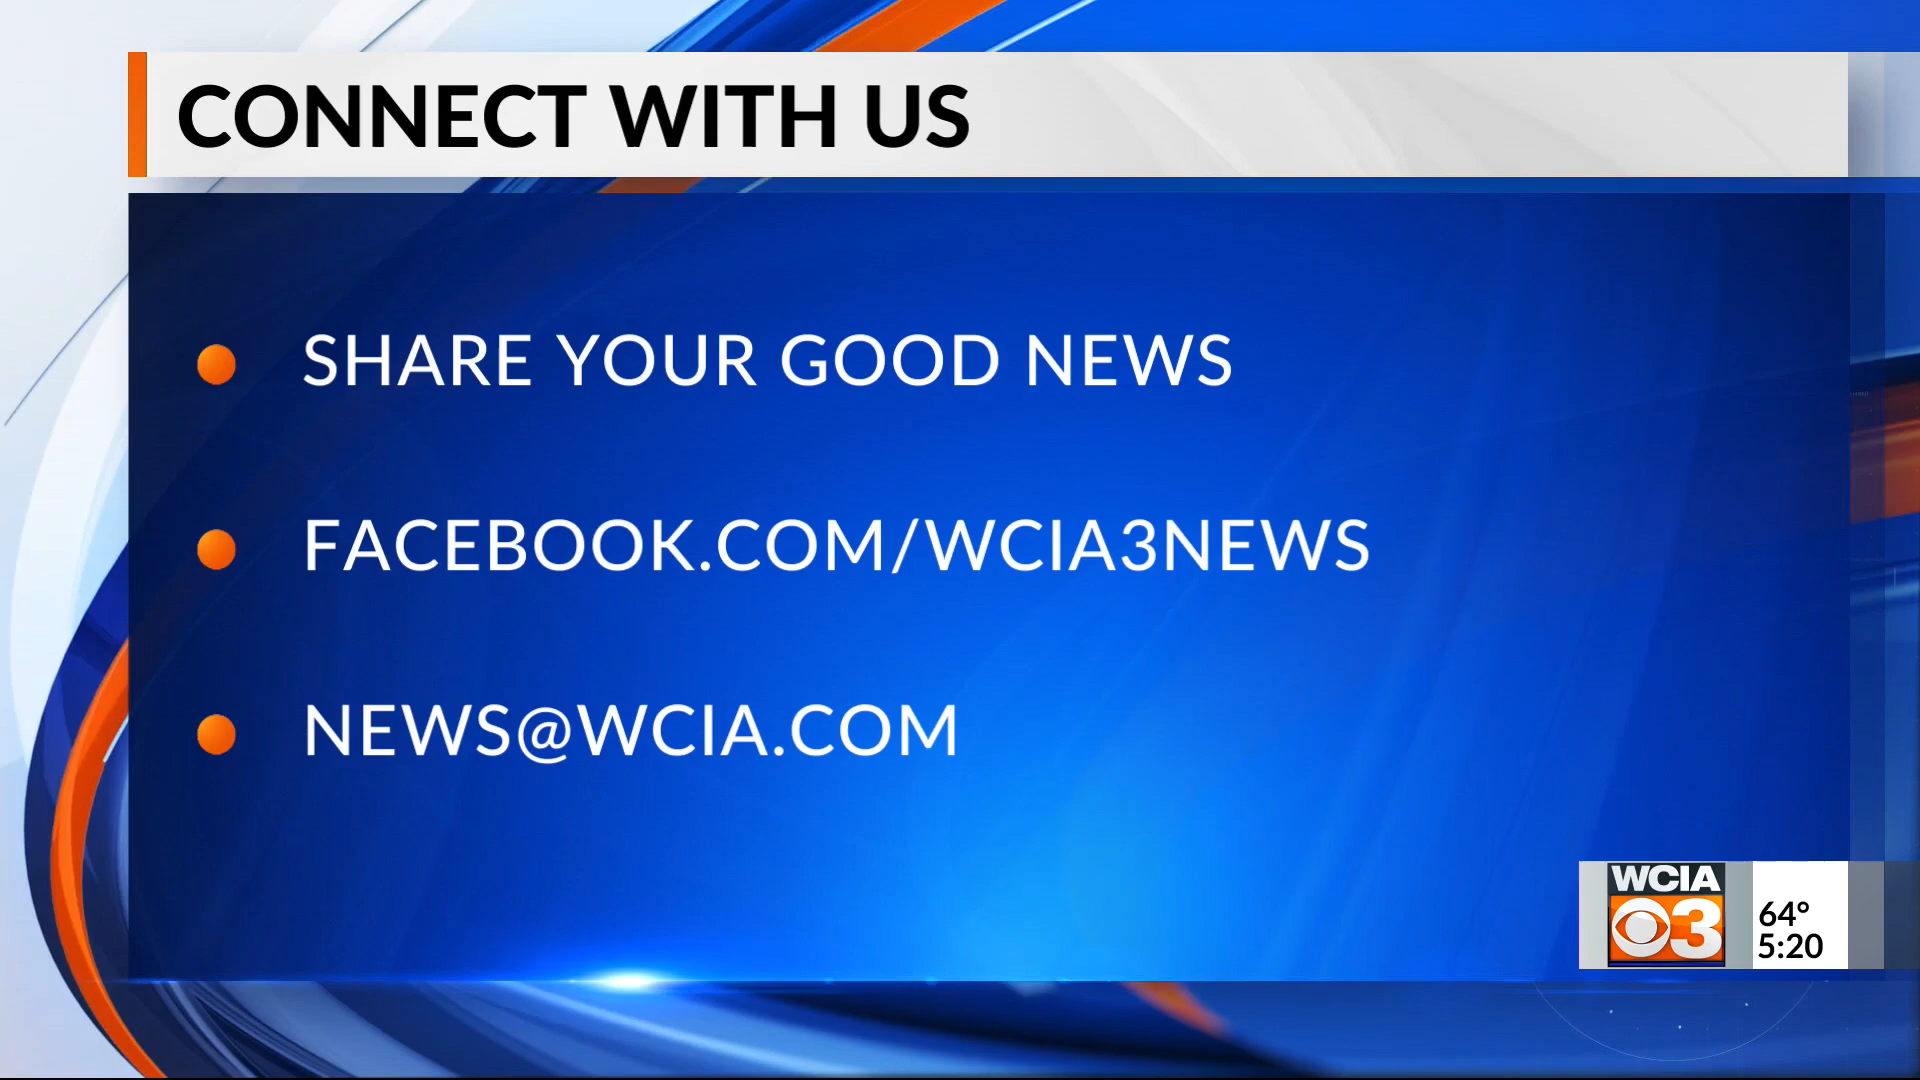 CONNECT WITH US
SHARE YOUR GOOD NEWS
FACEBOOK.COM/WCIA3NEWS
NEWS@WCIA.COM
WCIA
3
64°
5:20